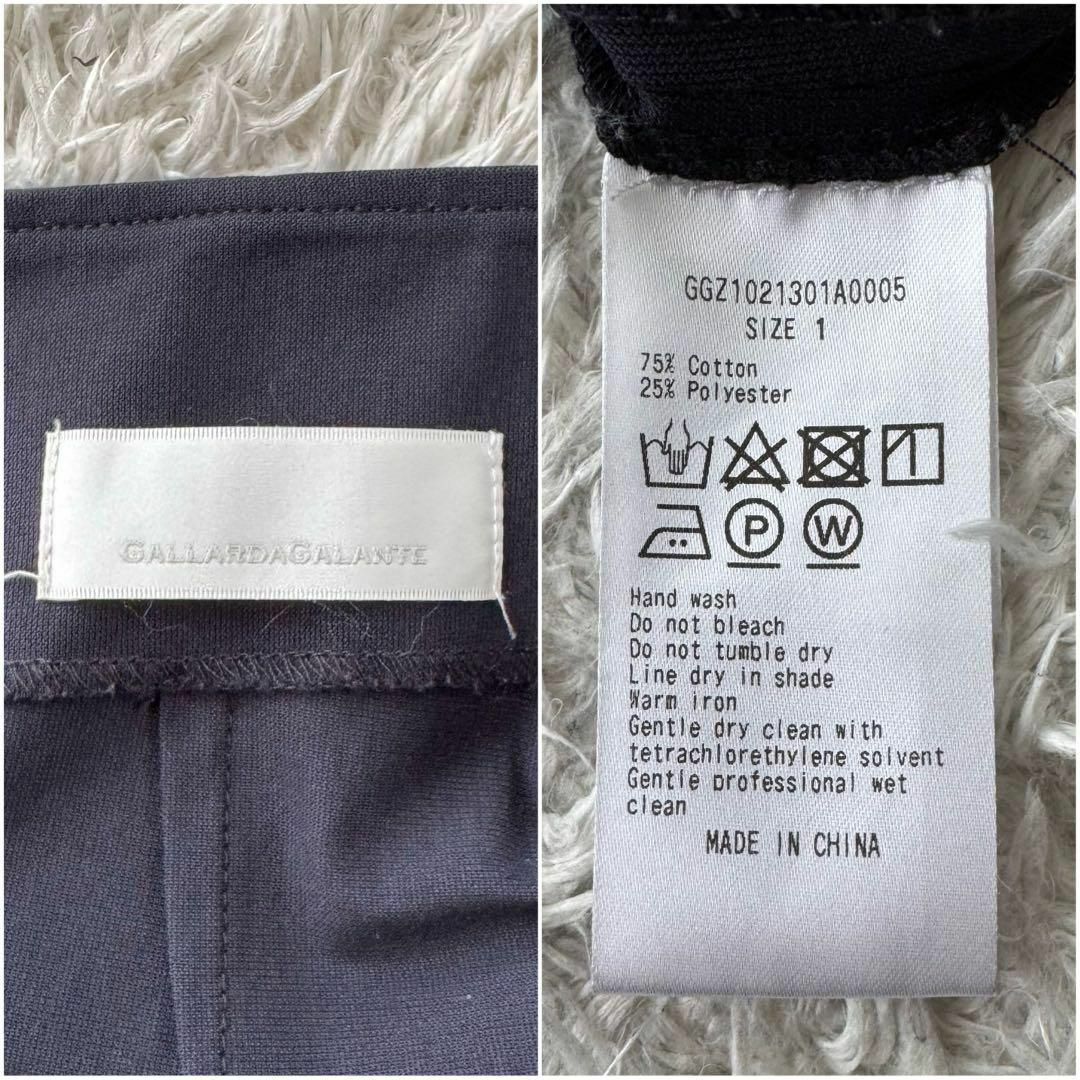 GALLARDAGALANTE
GGZ1021301A0005
SIZE 1
75% Cotton
25% Polyester
P W
Hand wash
Do not bleach
Do not tumble dry
Line dry in shade
Warm iron
Gentle dry clean with
tetrachlorethylene solvent
Gentle professional wet
clean
MADE IN CHINA